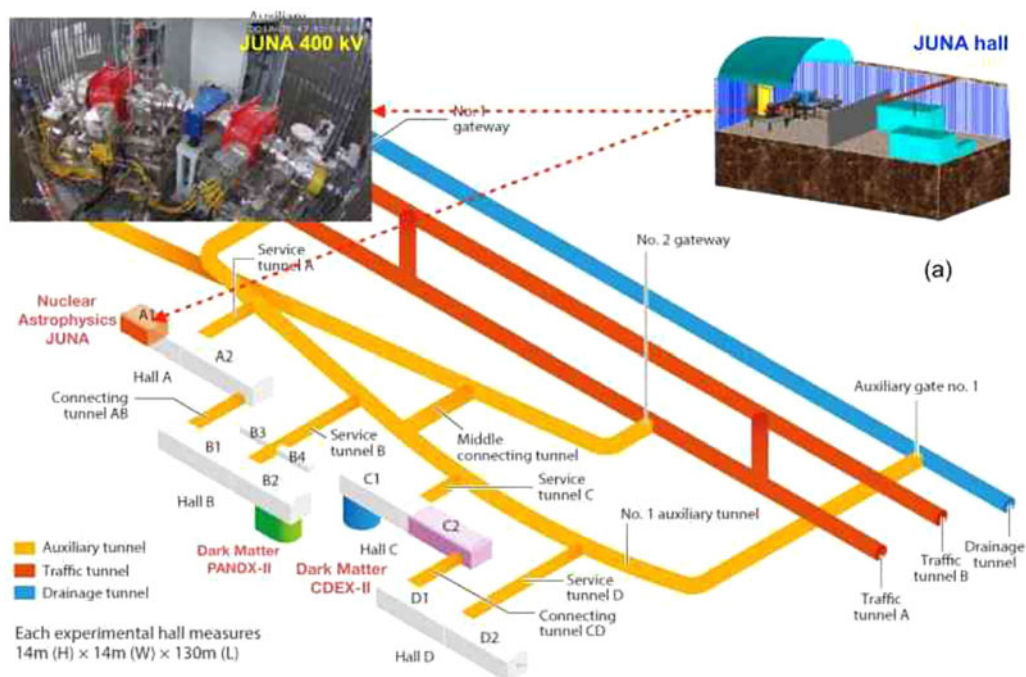 Auxiliary
JUNA 400 kV
JUNA hall
No. 1
gateway
No. 2 gateway
(a)
Service
tunnel A
Nuclear
Astrophysics
JUNA
A1
A2
Hall A
Auxiliary gate no. 1
Connecting
tunnel AB
B3
B4
B1
B2
Service
tunnel B
Middle
connecting tunnel
Hall B
C1
C2
Service
tunnel C
No. 1 auxiliary tunnel
Hall C
Dark Matter
PANDX-II
Dark Matter
CDEX-II
Drainage
tunnel
Traffic
tunnel B
Traffic
tunnel A
Service
tunnel D
D1
Connecting
tunnel CD
D2
Hall D
Auxiliary tunnel
Traffic tunnel
Drainage tunnel
Each experimental hall measures
14m (H) × 14m (W) × 130m (L)